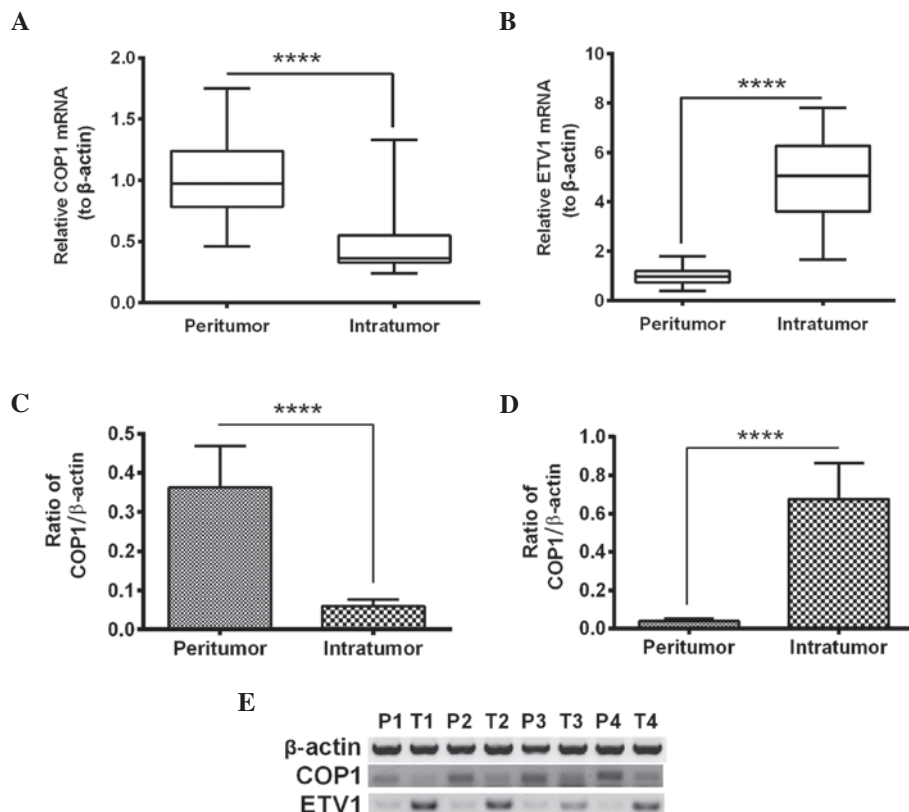 A
B
Relative COP1 mRNA
(to β-actin)
2.0
1.5
1.0
0.5
0.0
****
Peritumor
Intratumor
Relative ETV1 mRNA
(to β-actin)
10
8
6
4
2
0
****
Peritumor
Intratumor
C
D
Ratio of
COP1/β-actin
0.5
0.4
0.3
0.2
0.1
0.0
****
Peritumor
Intratumor
Ratio of
COP1/β-actin
1.0
0.8
0.6
0.4
0.2
0.0
****
Peritumor
Intratumor
E
P1 T1 P2 T2 P3 T3 P4 T4
β-actin
COP1
ETV1